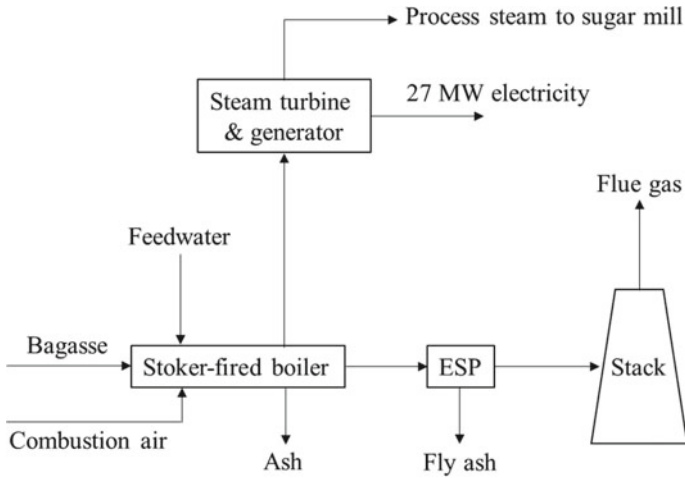 Process steam to sugar mill
Steam turbine
& generator
27 MW electricity
Flue gas
Feedwater
Bagasse
Stoker-fired boiler
ESP
Stack
Combustion air
Ash
Fly ash